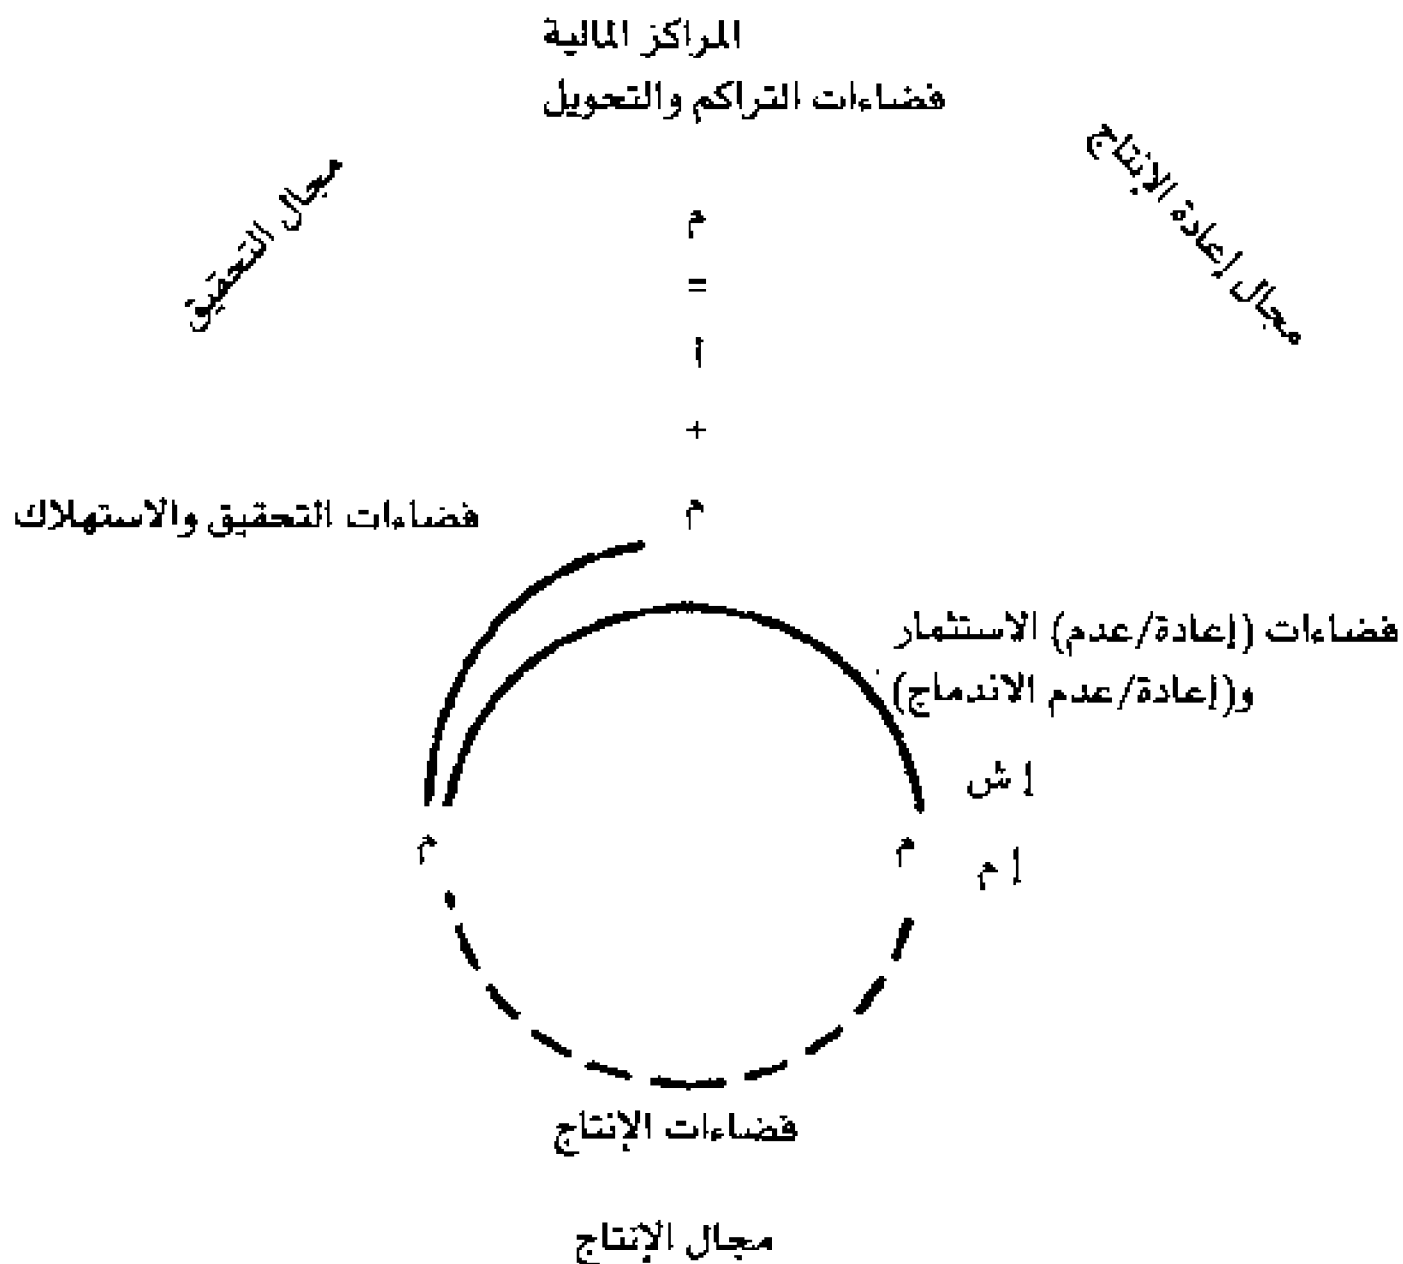 المراكز المالية
فضاءات التراكم والتحويل
مجال إعادة الإنتاج
مجال التحقيق
م
=
أ
+
م
فضاءات التحقيق والاستهلاك
فضاءات (إعادة/عدم) الاستثمار
و(إعادة/عدم الاندماج)
إ ش
م
م
إ م
فضاءات الإنتاج
مجال الإنتاج